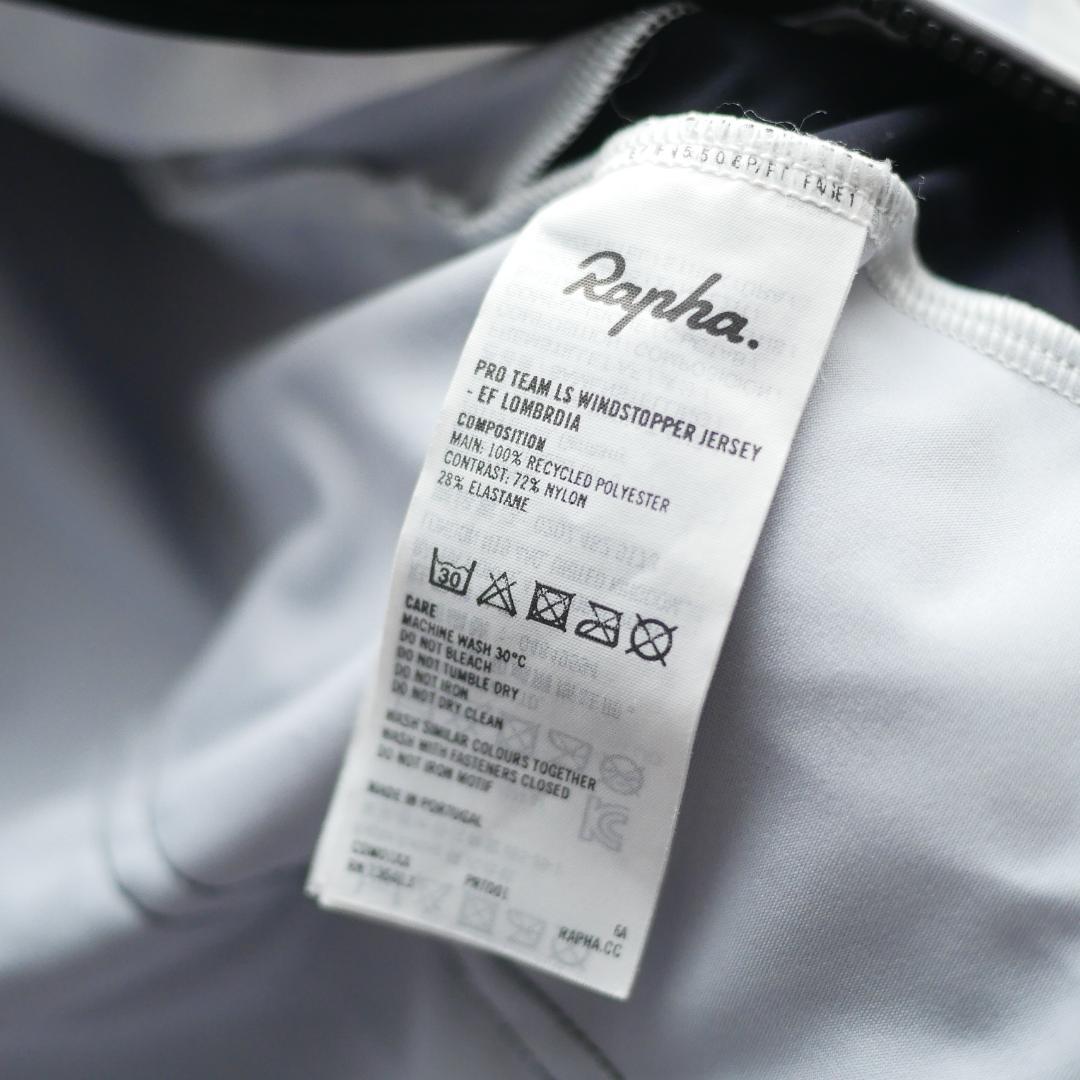 Rapha.
PRO TEAM LS WINDSTOPPER JERSEY
- EF LOMBRDIA
COMPOSITION
MAIN: 100% RECYCLED POLYESTER
CONTRAST: 72% NYLON
28% ELASTANE
30
CARE
MACHINE WASH 30°C
DO NOT BLEACH
DO NOT TUMBLE DRY
DO NOT IRON
DO NOT DRY CLEAN
WASH SIMILAR COLOURS TOGETHER
WASH WITH FASTENERS CLOSED
DO NOT IRON MOTIF
MADE IN PORTUGAL
6A
RAPHA.CC